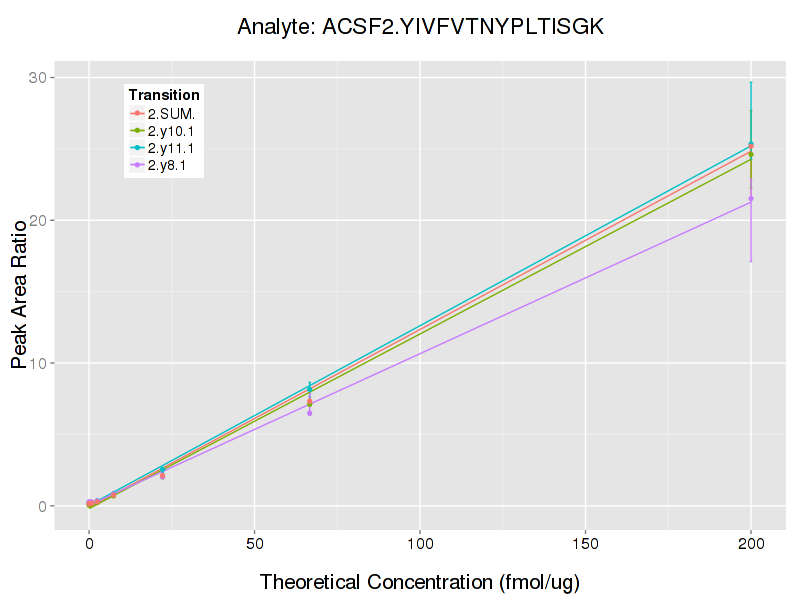 Analyte: ACSF2.YIVFVTNYPLTISGK
30
20
10
0
Peak Area Ratio
Transition
2.SUM.
2.y10.1
2.y11.1
2.y8.1
0 50 100 150 200
Theoretical Concentration (fmol/ug)